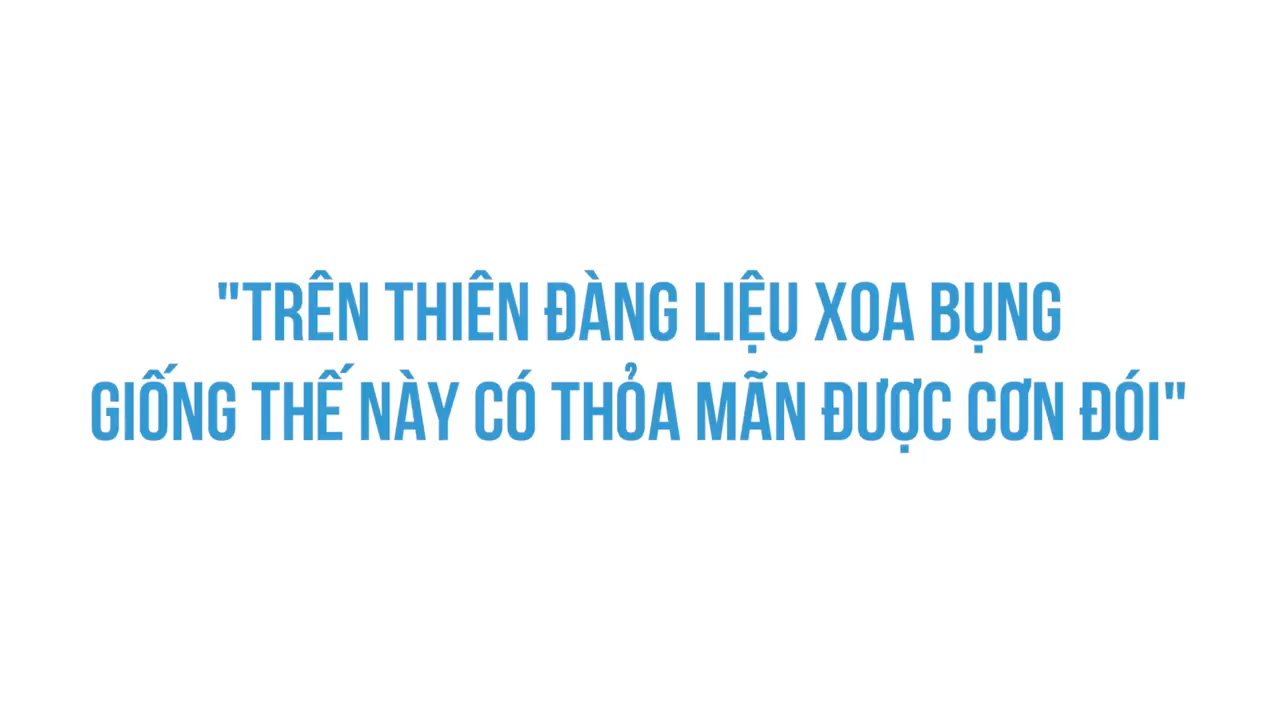 "TRÊN THIÊN ĐÀNG LIỆU XOA BỤNG
GIỐNG THẾ NÀY CÓ THỎA MÃN ĐƯỢC CƠN ĐÓI"